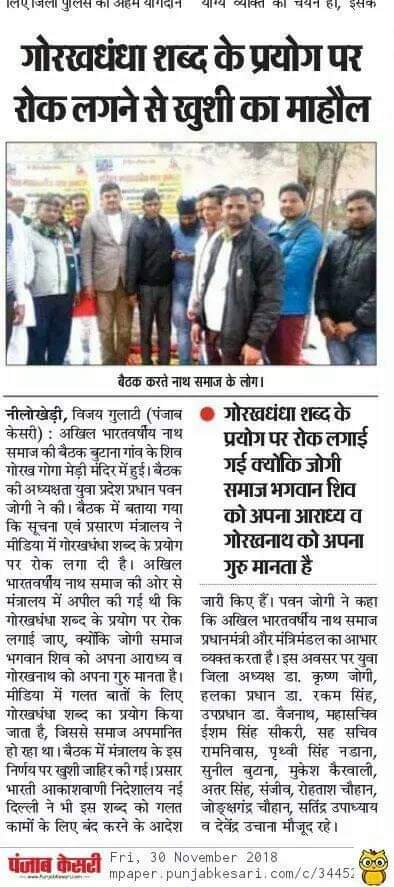 लिए जिला पुलिस का अहम योगदान
योग्य व्यक्ति का चयन हो, इसके
गोरखधंधा शब्द के प्रयोग पर
रोक लगने से खुशी का माहौल
बैठक करते नाथ समाज के लोग।
नीलोखेड़ी, विजय गुलाटी (पंजाब
केसरी) : अखिल भारतवर्षीय नाथ
समाज की बैठक बुटाना गांव के शिव
गोरख गोगा मेड़ी मंदिर में हुई। बैठक
की अध्यक्षता युवा प्रदेश प्रधान पवन
जोगी ने की। बैठक में बताया गया
कि सूचना एवं प्रसारण मंत्रालय ने
मीडिया में गोरखधंधा शब्द के प्रयोग
पर रोक लगा दी है। अखिल
भारतवर्षीय नाथ समाज की ओर से
मंत्रालय में अपील की गई थी कि
गोरखधंधा शब्द के प्रयोग पर रोक
लगाई जाए, क्योंकि जोगी समाज
भगवान शिव को अपना आराध्य व
गोरखनाथ को अपना गुरु मानता है।
मीडिया में गलत बातों के लिए
गोरखधंधा शब्द का प्रयोग किया
जाता है, जिससे समाज अपमानित
हो रहा था। बैठक में मंत्रालय के इस
निर्णय पर खुशी जाहिर की गई। प्रसार
भारती आकाशवाणी निदेशालय नई
दिल्ली ने भी इस शब्द को गलत
कामों के लिए बंद करने के आदेश
● गोरखधंधा शब्द के
प्रयोग पर रोक लगाई
गई क्योंकि जोगी
समाज भगवान शिव
को अपना आराध्य व
गोरखनाथ को अपना
गुरु मानता है
जारी किए हैं। पवन जोगी ने कहा
कि अखिल भारतवर्षीय नाथ समाज
प्रधानमंत्री और मंत्रिमंडल का आभार
व्यक्त करता है। इस अवसर पर युवा
जिला अध्यक्ष डा. कृष्ण जोगी,
हलका प्रधान डा. रकम सिंह,
उपप्रधान डा. वैजनाथ, महासचिव
ईशम सिंह सीकरी, सह सचिव
रामनिवास, पृथ्वी सिंह नडाना,
सुनील बुटाना, मुकेश कैरवाली,
अतर सिंह, संजीव, रोहताश चौहान,
जोङ्क्षगंद्र चौहान, सतिंद्र उपाध्याय
व देवेंद्र उचाना मौजूद रहे।
पंजाब केसरी
www.Punjabkesari.com
Fri, 30 November 2018
mpaper.punjabkesari.com/c/34452